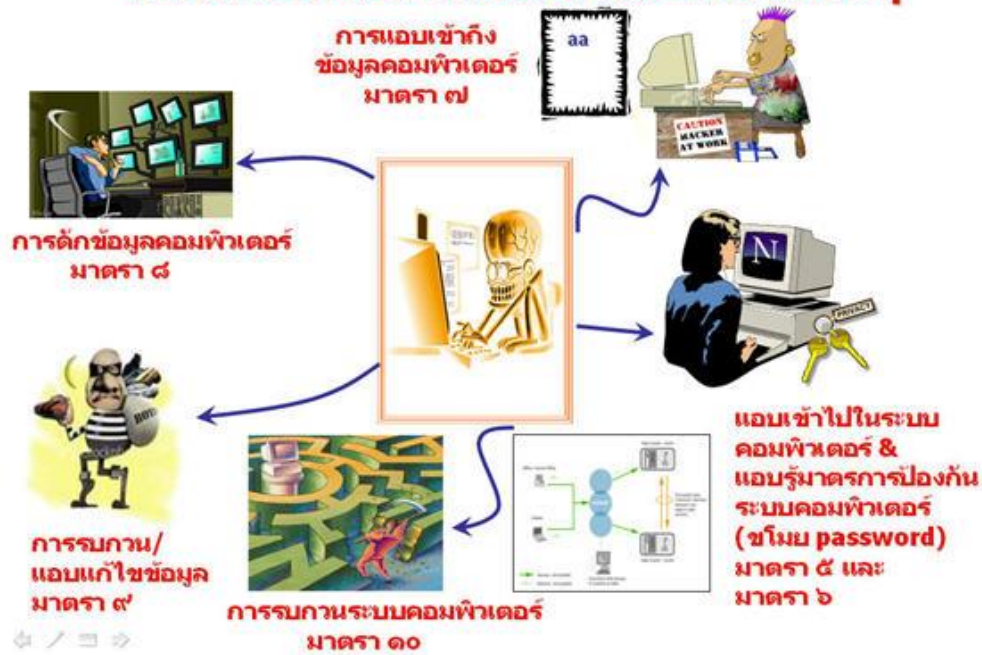 การแอบเข้าถึง
ข้อมูลคอมพิวเตอร์
มาตรา ๗
aa
CAUTION
HACKER
AT WORK
การดักข้อมูลคอมพิวเตอร์
มาตรา ๘
N
PRIVACY
แอบเข้าไปในระบบ
คอมพิวเตอร์ &
แอบรู้มาตรการป้องกัน
ระบบคอมพิวเตอร์
(ขโมย password)
มาตรา ๕ และ
มาตรา ๖
การรบกวน/
แอบแก้ไขข้อมูล
มาตรา ๙
การรบกวนระบบคอมพิวเตอร์
มาตรา ๑๐